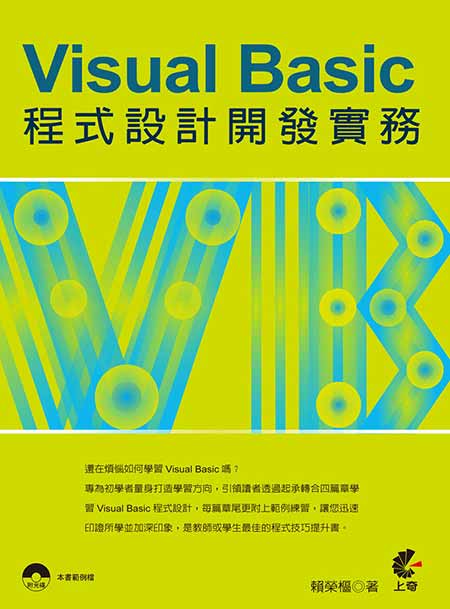 Visual Basic
程式設計開發實務
VB
還在煩惱如何學習 Visual Basic 嗎?
專為初學者量身打造學習方向,引領讀者透過起承轉合四篇章學
習 Visual Basic 程式設計,每篇章尾更附上範例練習,讓您迅速
印證所學並加深印象,是教師或學生最佳的程式技巧提升書。
附光碟
本書範例檔
賴榮樞◎著
上奇